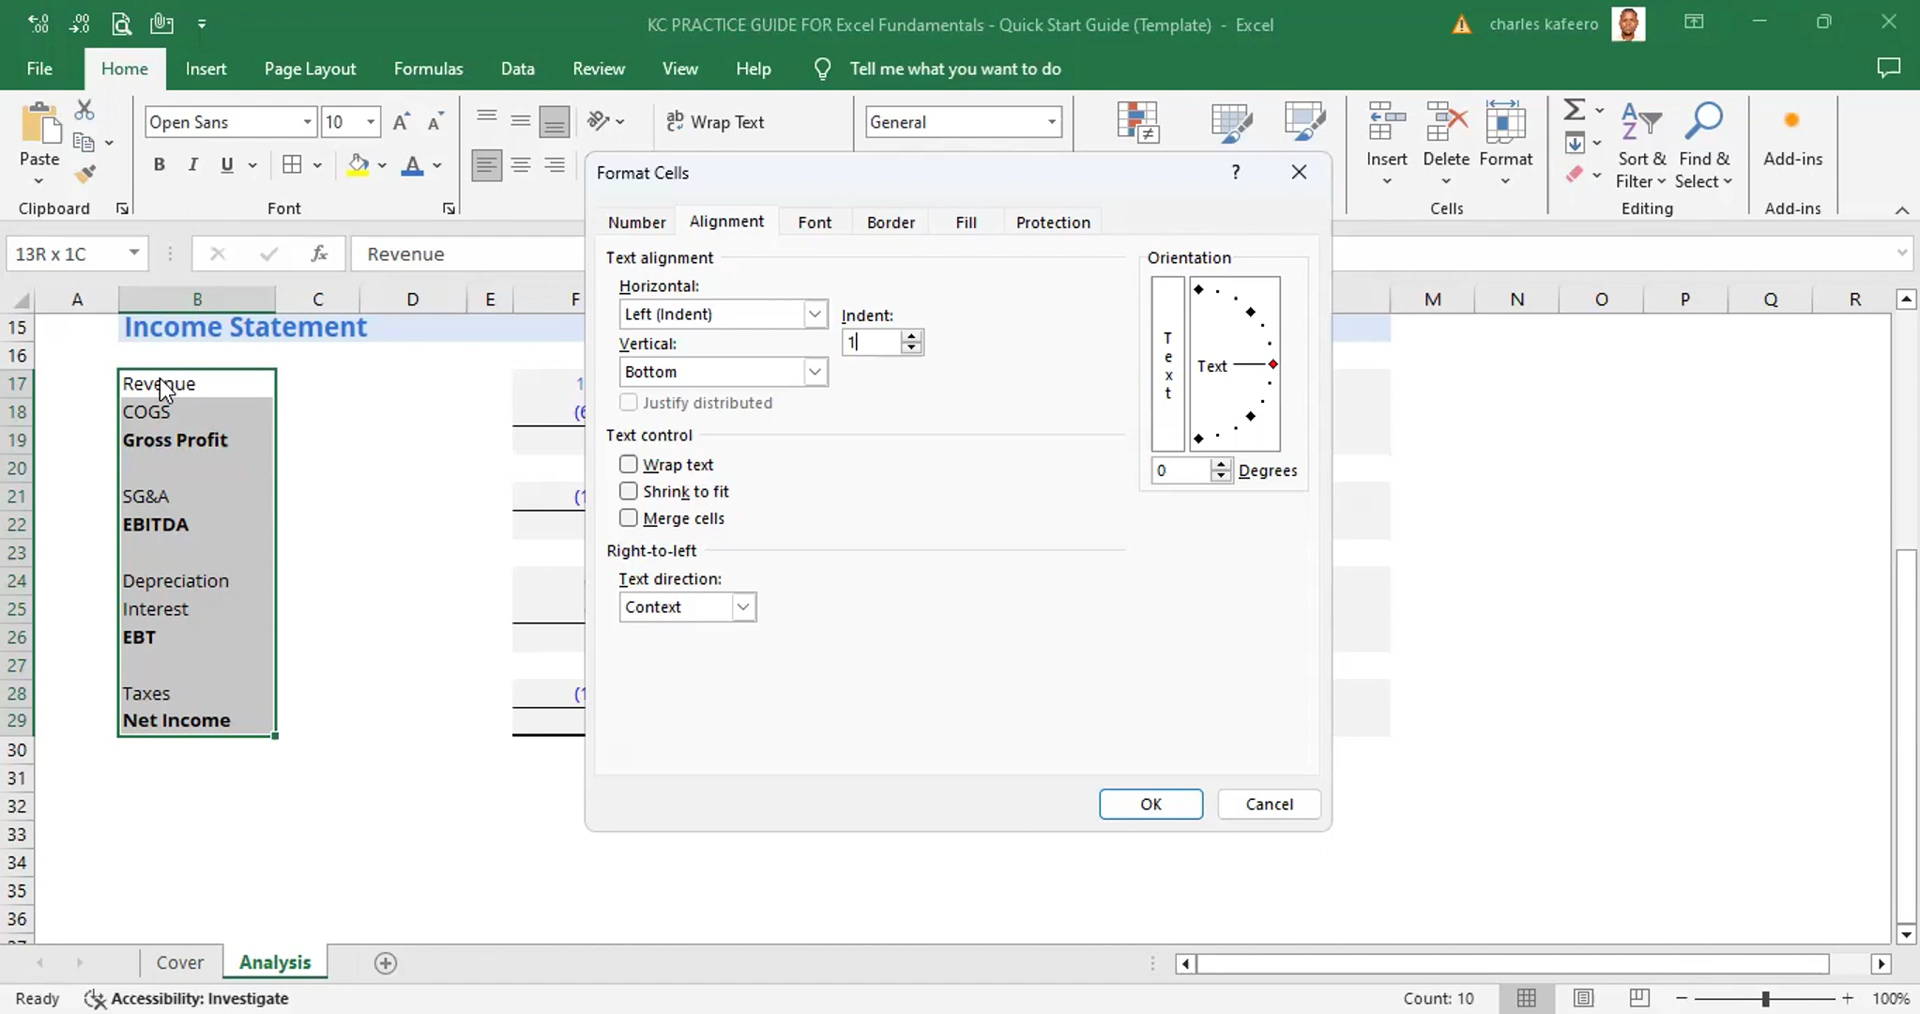 KC PRACTICE GUIDE FOR Excel Fundamentals - Quick Start Guide (Template) - Excel
charles kafeero
File Home Insert Page Layout Formulas Data Review View Help Tell me what you want to do
Open Sans 10
Wrap Text
General
Paste
B I U
Insert Delete Format
Sort & Filter
Find & Select
Add-ins
Clipboard Font Cells Editing Add-ins
13R x 1C
fx Revenue
A B C D E F M N O P Q R
15 Income Statement
16
17 Revenue
18 COGS
19 Gross Profit
20
21 SG&A
22 EBITDA
23
24 Depreciation
25 Interest
26 EBT
27
28 Taxes
29 Net Income
30
31
32
33
34
35
36
Format Cells
Number Alignment Font Border Fill Protection
Text alignment
Horizontal:
Left (Indent)
Indent:
1
Vertical:
Bottom
Justify distributed
Text control
Wrap text
Shrink to fit
Merge cells
Right-to-left
Text direction:
Context
Orientation
Text
Text
0 Degrees
OK Cancel
Cover Analysis
Ready Accessibility: Investigate Count: 10 100%